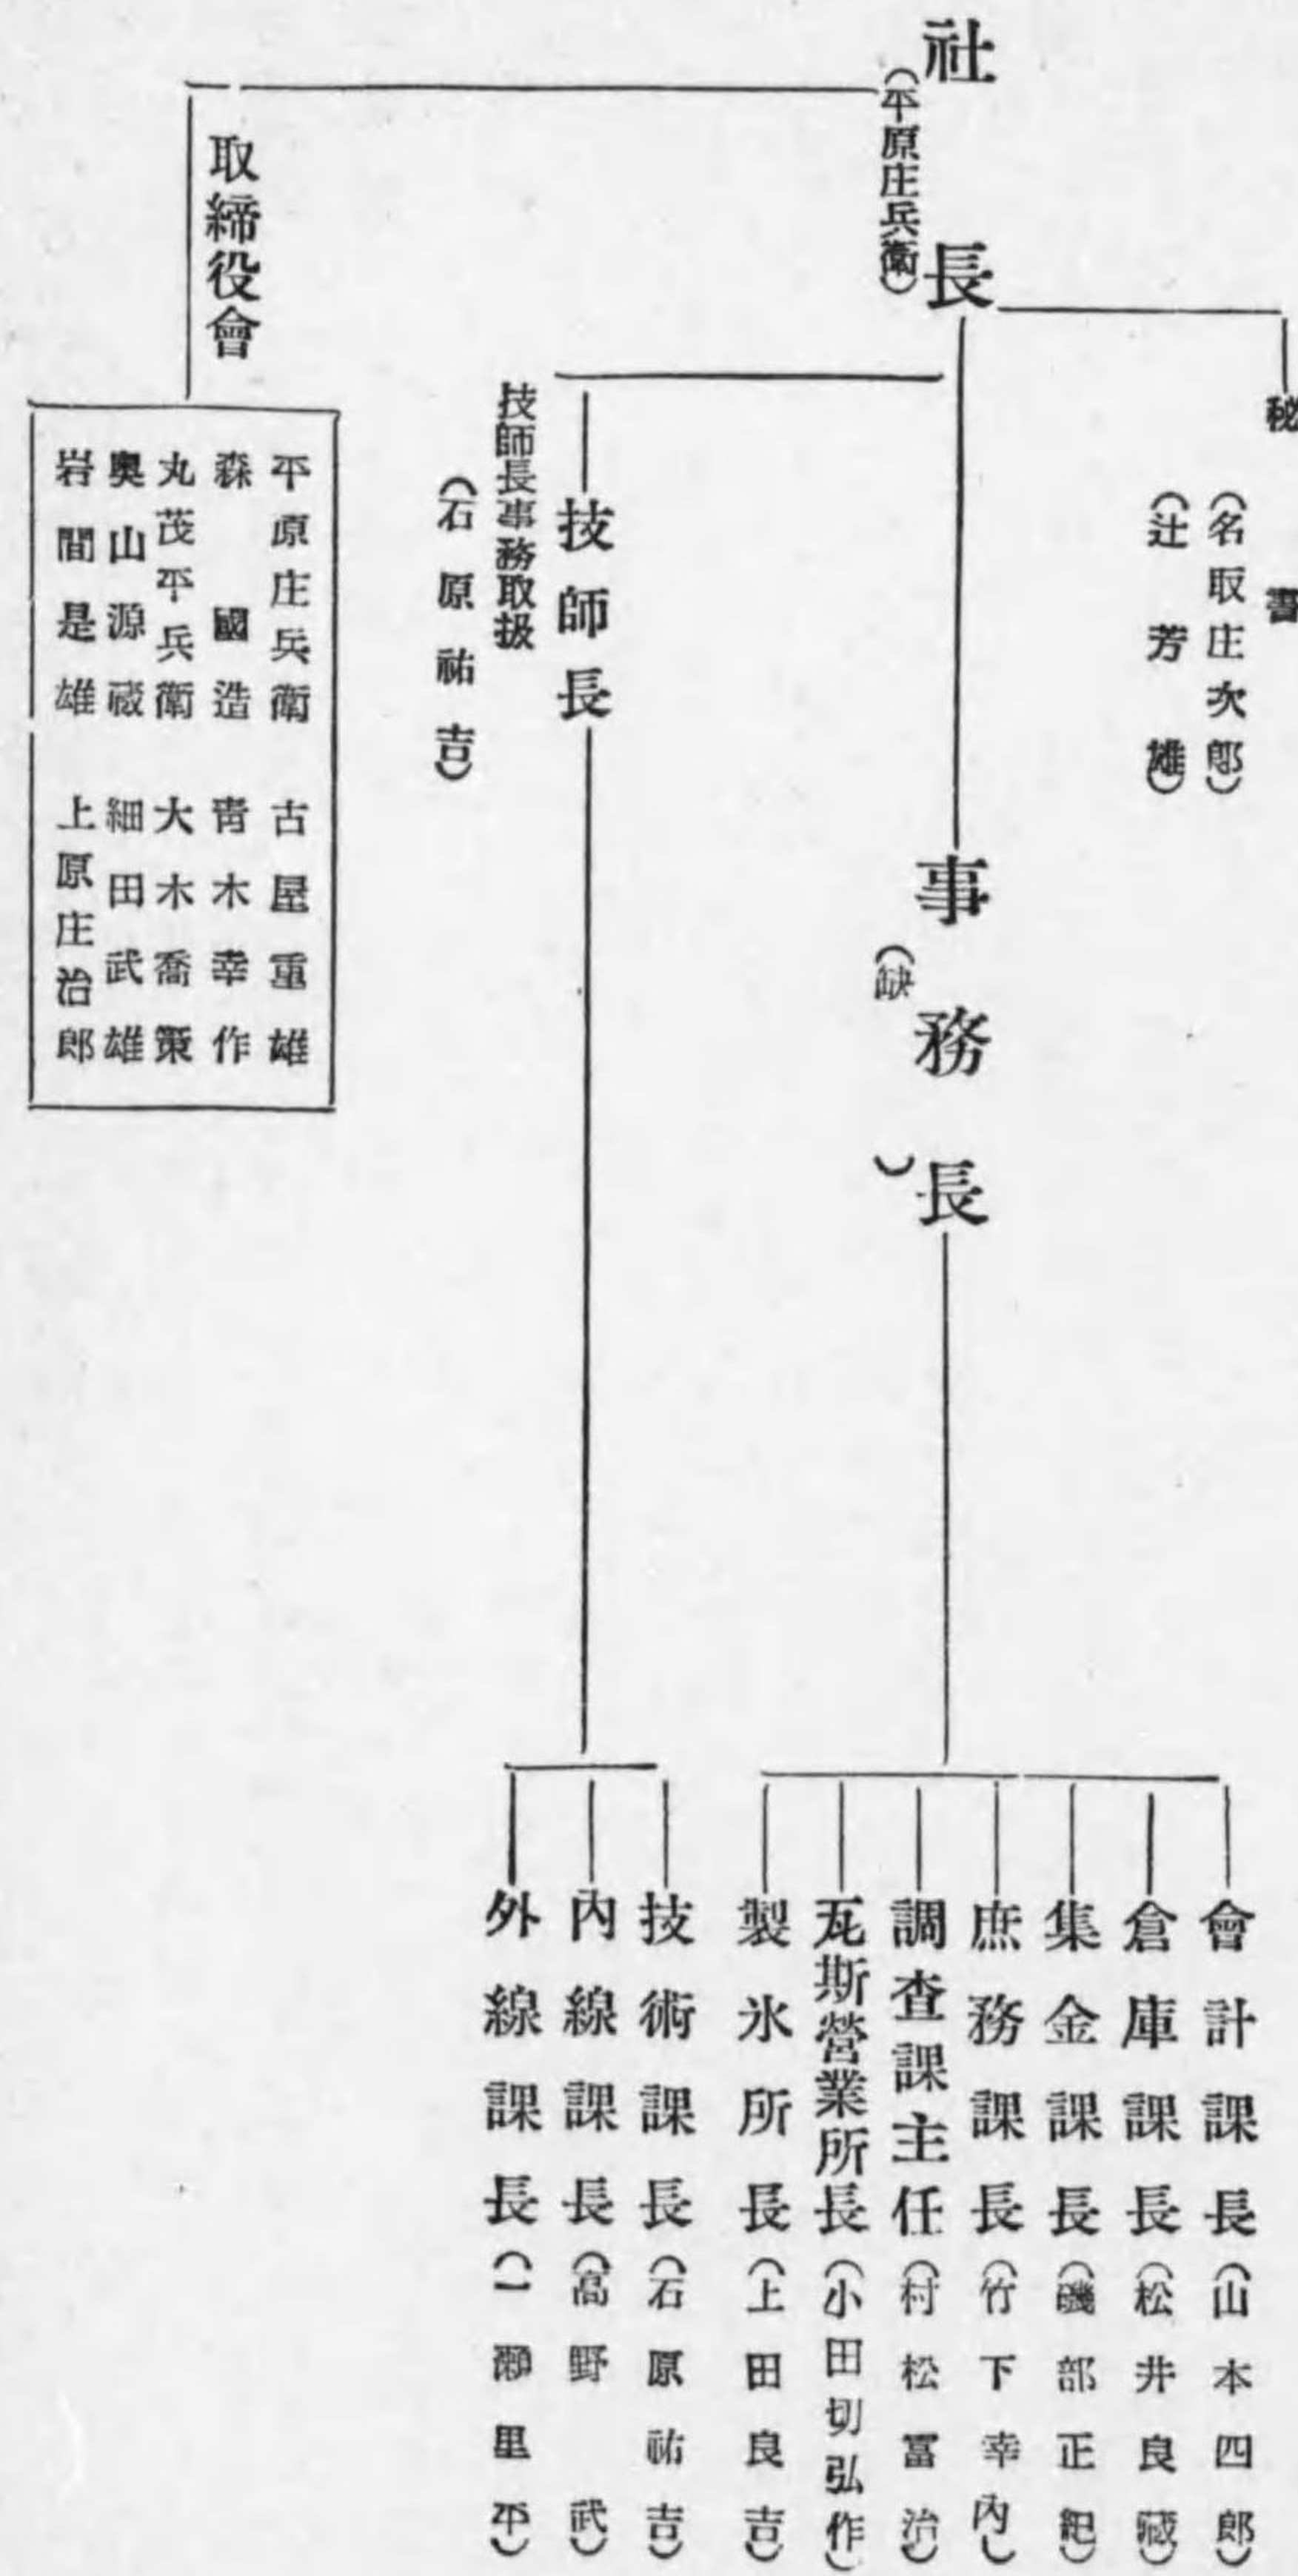 秘書
(名取庄次郎)
(辻芳雄)
社長
(平原庄兵衞)
事務長
(缺)
會計課長(山本四郎)
倉庫課長(松井良藏)
集金課長(磯部正紀)
庶務課長(竹下幸內)
調査課主任(村松富治)
瓦斯營業所長(小田切弘作)
製氷所長(上田良吉)
技師長
技師長事務取扱
(石原祐吉)
技術課長(石原祐吉)
內線課長(高野武)
外線課長(一瀬里平)
取締役會
平原庄兵衞 古屋重雄
森國造 靑木幸作
丸茂平兵衞 大木喬策
奧山源藏 細田武雄
岩間是雄 上原庄治郎